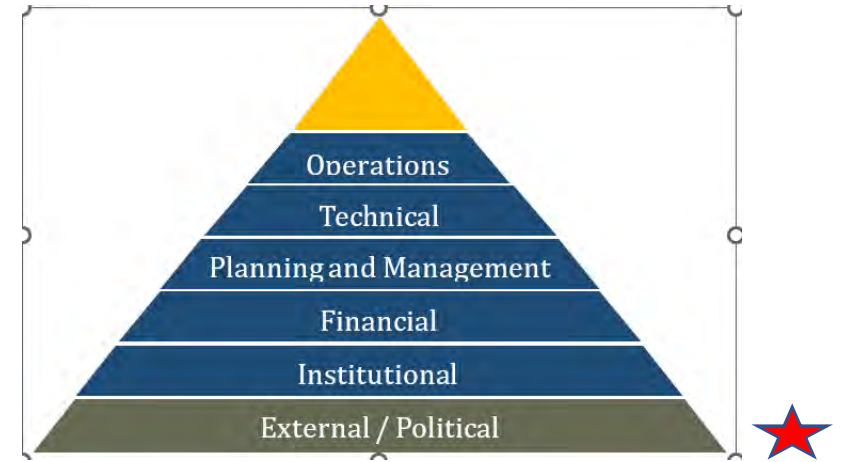 Operations
Technical
Planning and Management
Financial
Institutional
External / Political